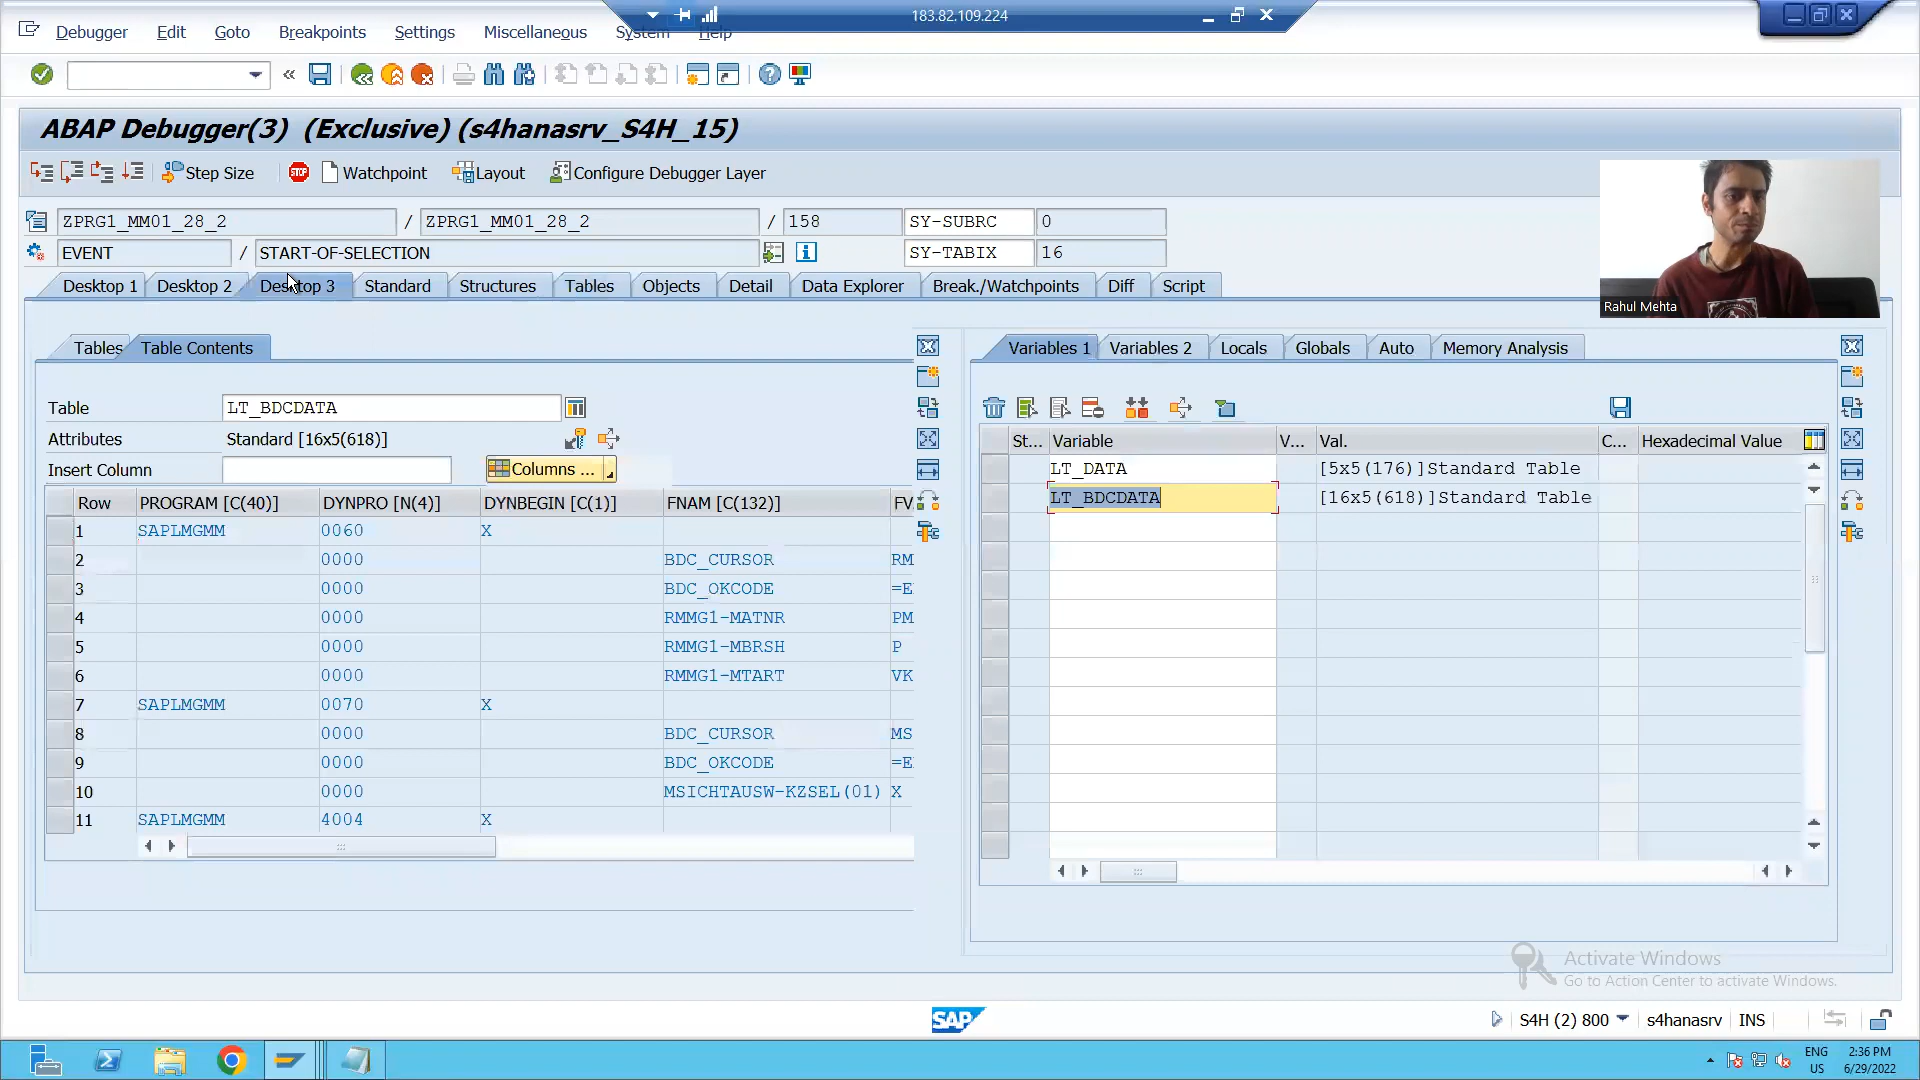 183.82.109.224
Debugger Edit Goto Breakpoints Settings Miscellaneous System Help
ABAP Debugger(3) (Exclusive) (s4hanasrv_S4H_15)
Step Size STOP Watchpoint Layout Configure Debugger Layer
ZPRG1_MM01_28_2 / ZPRG1_MM01_28_2 / 158 SY-SUBRC 0
EVENT / START-OF-SELECTION SY-TABIX 16
Desktop 1 Desktop 2 Desktop 3 Standard Structures Tables Objects Detail Data Explorer Break./Watchpoints Diff Script
Rahul Mehta
Tables Table Contents
Table LT_BDCDATA
Attributes Standard [16x5(618)]
Insert Column Columns ...
Row PROGRAM [C(40)] DYNPRO [N(4)] DYNBEGIN [C(1)] FNAM [C(132)] FV
1 SAPLMGMM 0060 X
2 0000 BDC_CURSOR RM
3 0000 BDC_OKCODE =E
4 0000 RMMG1-MATNR PM
5 0000 RMMG1-MBRSH P
6 0000 RMMG1-MTART VK
7 SAPLMGMM 0070 X
8 0000 BDC_CURSOR MS
9 0000 BDC_OKCODE =E
10 0000 MSICHTAUSW-KZSEL(01) X
11 SAPLMGMM 4004 X
Variables 1 Variables 2 Locals Globals Auto Memory Analysis
St... Variable V... Val. C... Hexadecimal Value
LT_DATA [5x5(176)]Standard Table
LT_BDCDATA [16x5(618)]Standard Table
Activate Windows
Go to Action Center to activate Windows.
SAP
S4H (2) 800 s4hanasrv INS
ENG
US
2:36 PM
6/29/2022